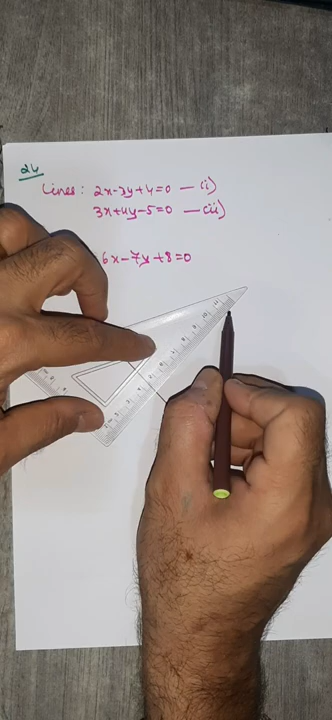 24
Lines: 2x-3y+4=0 — (i)
3x+4y-5=0 — (ii)
6x-7y+8=0